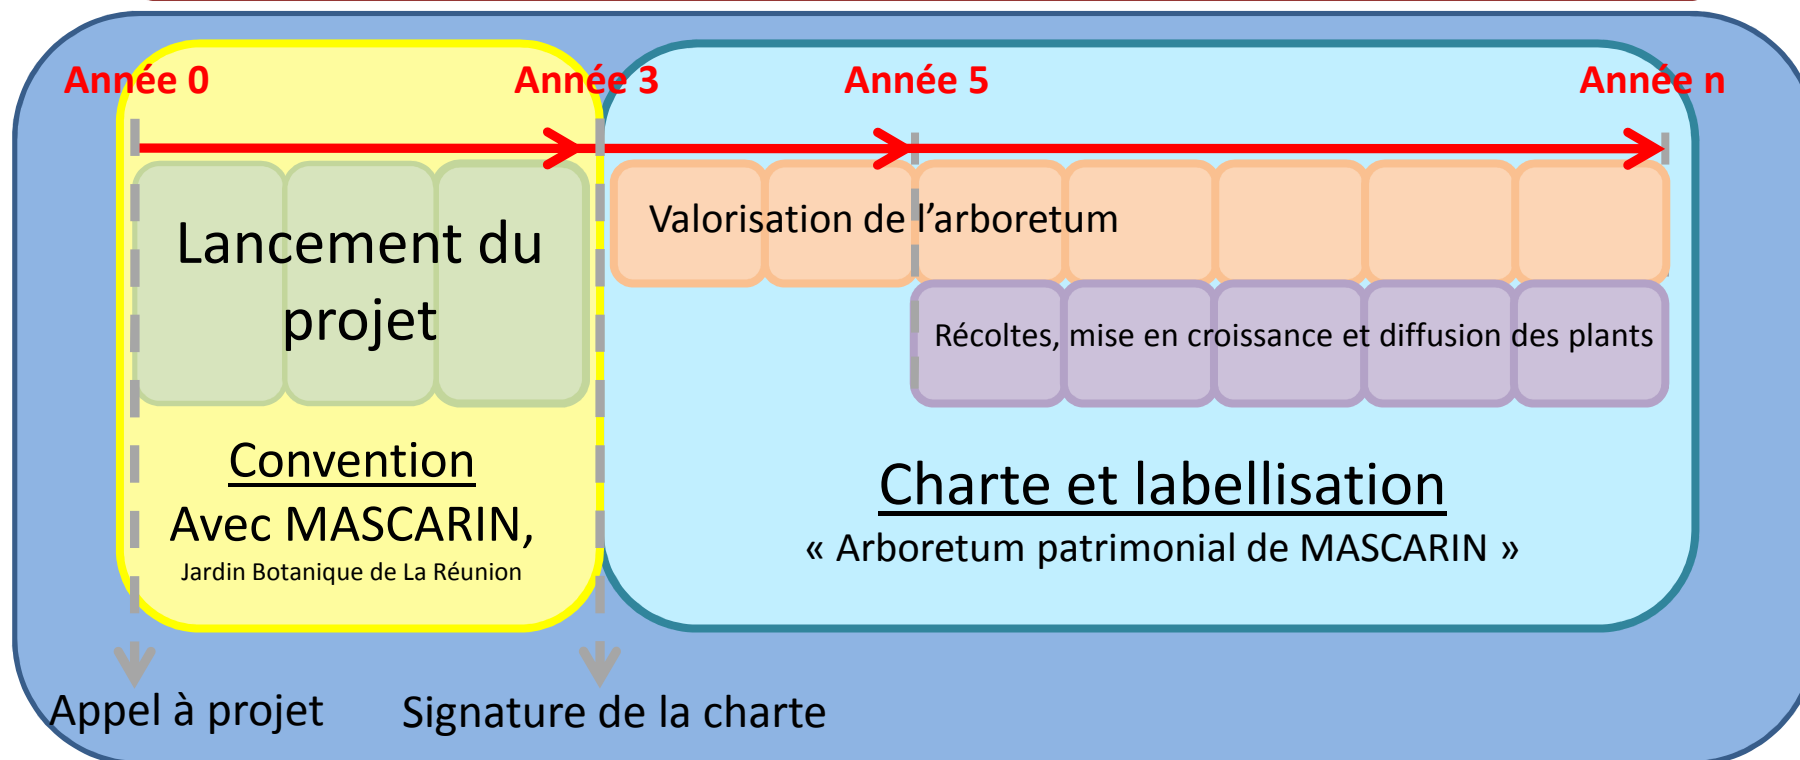 Année 0
Année 3
Année 5
Année n
Lancement du
projet
Valorisation de l’arboretum
Récoltes, mise en croissance et diffusion des plants
Convention
Avec MASCARIN,
Jardin Botanique de La Réunion
Charte et labellisation
« Arboretum patrimonial de MASCARIN »
Appel à projet
Signature de la charte